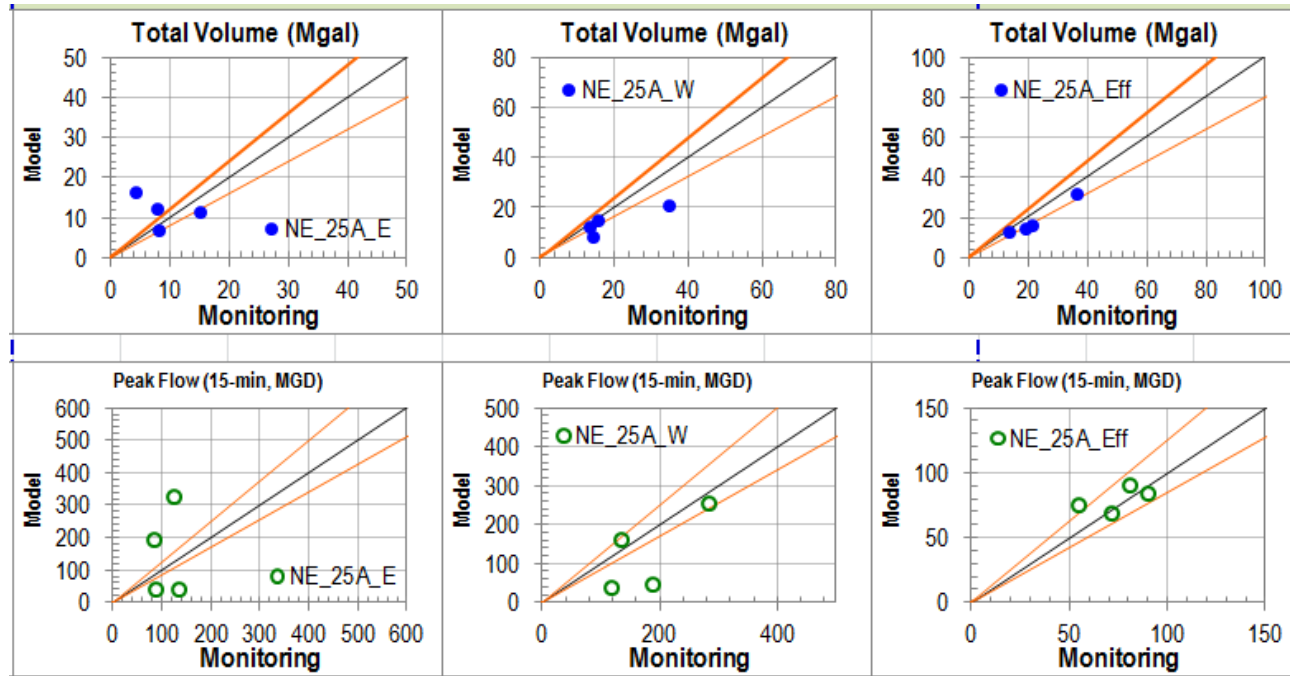 Total Volume (Mgal)
50
40
30
20
10
0
Model
NE_25A_E
0 10 20 30 40 50
Monitoring
Total Volume (Mgal)
80
60
40
20
0
Model
NE_25A_W
0 20 40 60 80
Monitoring
Total Volume (Mgal)
100
80
60
40
20
0
Model
NE_25A_Eff
0 20 40 60 80 100
Monitoring
Peak Flow (15-min, MGD)
600
500
400
300
200
100
0
Model
NE_25A_E
0 100 200 300 400 500 600
Monitoring
Peak Flow (15-min, MGD)
500
400
300
200
100
0
Model
NE_25A_W
0 200 400
Monitoring
Peak Flow (15-min, MGD)
150
100
50
0
Model
NE_25A_Eff
0 50 100 150
Monitoring